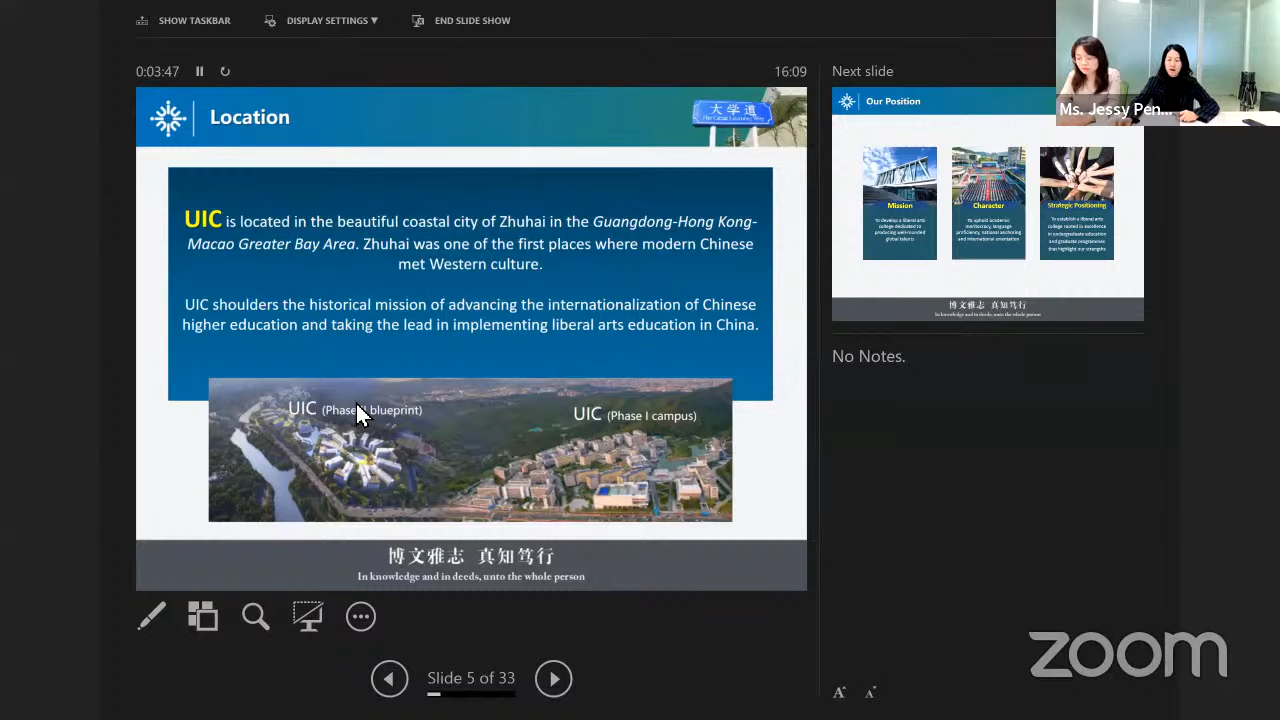 SHOW TASKBAR
DISPLAY SETTINGS ▼
END SLIDE SHOW
0:03:47
16:09
Next slide
Location
大学道
The Great Learning Way
UIC is located in the beautiful coastal city of Zhuhai in the Guangdong-Hong Kong-
Macao Greater Bay Area. Zhuhai was one of the first places where modern Chinese
met Western culture.
UIC shoulders the historical mission of advancing the internationalization of Chinese
higher education and taking the lead in implementing liberal arts education in China.
UIC (Phase blueprint)
UIC (Phase I campus)
博文雅志 真知笃行
In knowledge and in deeds, unto the whole person
Slide 5 of 33
Our Position
Mission
To develop a liberal arts
college dedicated to
producing well-rounded
global talents
Character
To uphold academic
meritocracy, language
proficiency, national anchoring
and international orientation
Strategic Positioning
To establish a liberal arts
college rooted in excellence
in undergraduate education
and graduate programmes
that highlight our strengths
博文雅志 真知笃行
In knowledge and in deeds, unto the whole person
No Notes.
Ms. Jessy Pen...
zoom
A A